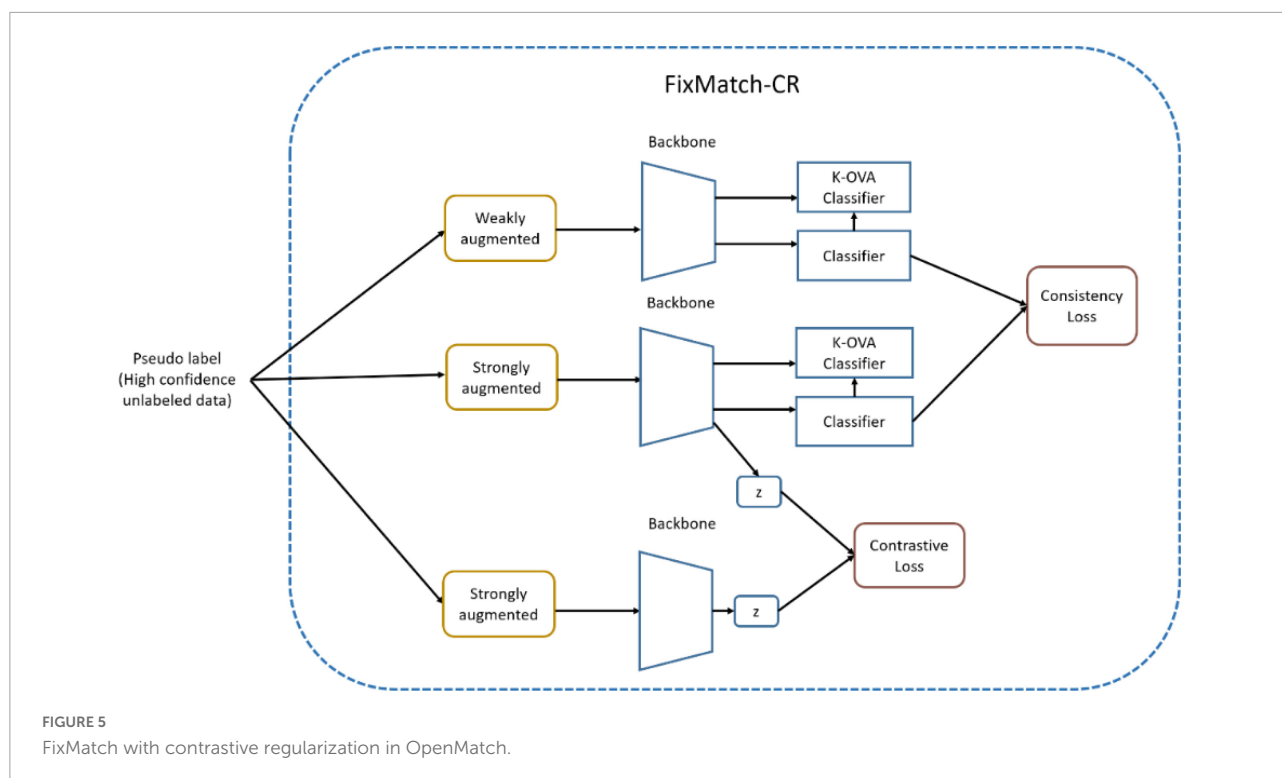 FixMatch-CR
Backbone
K-OVA
Classifier
Weakly
augmented
Classifier
Consistency
Loss
Backbone
K-OVA
Classifier
Pseudo label
(High confidence
unlabeled data)
Strongly
augmented
Classifier
z
Backbone
Contrastive
Loss
Strongly
augmented
z
FIGURE 5
FixMatch with contrastive regularization in OpenMatch.